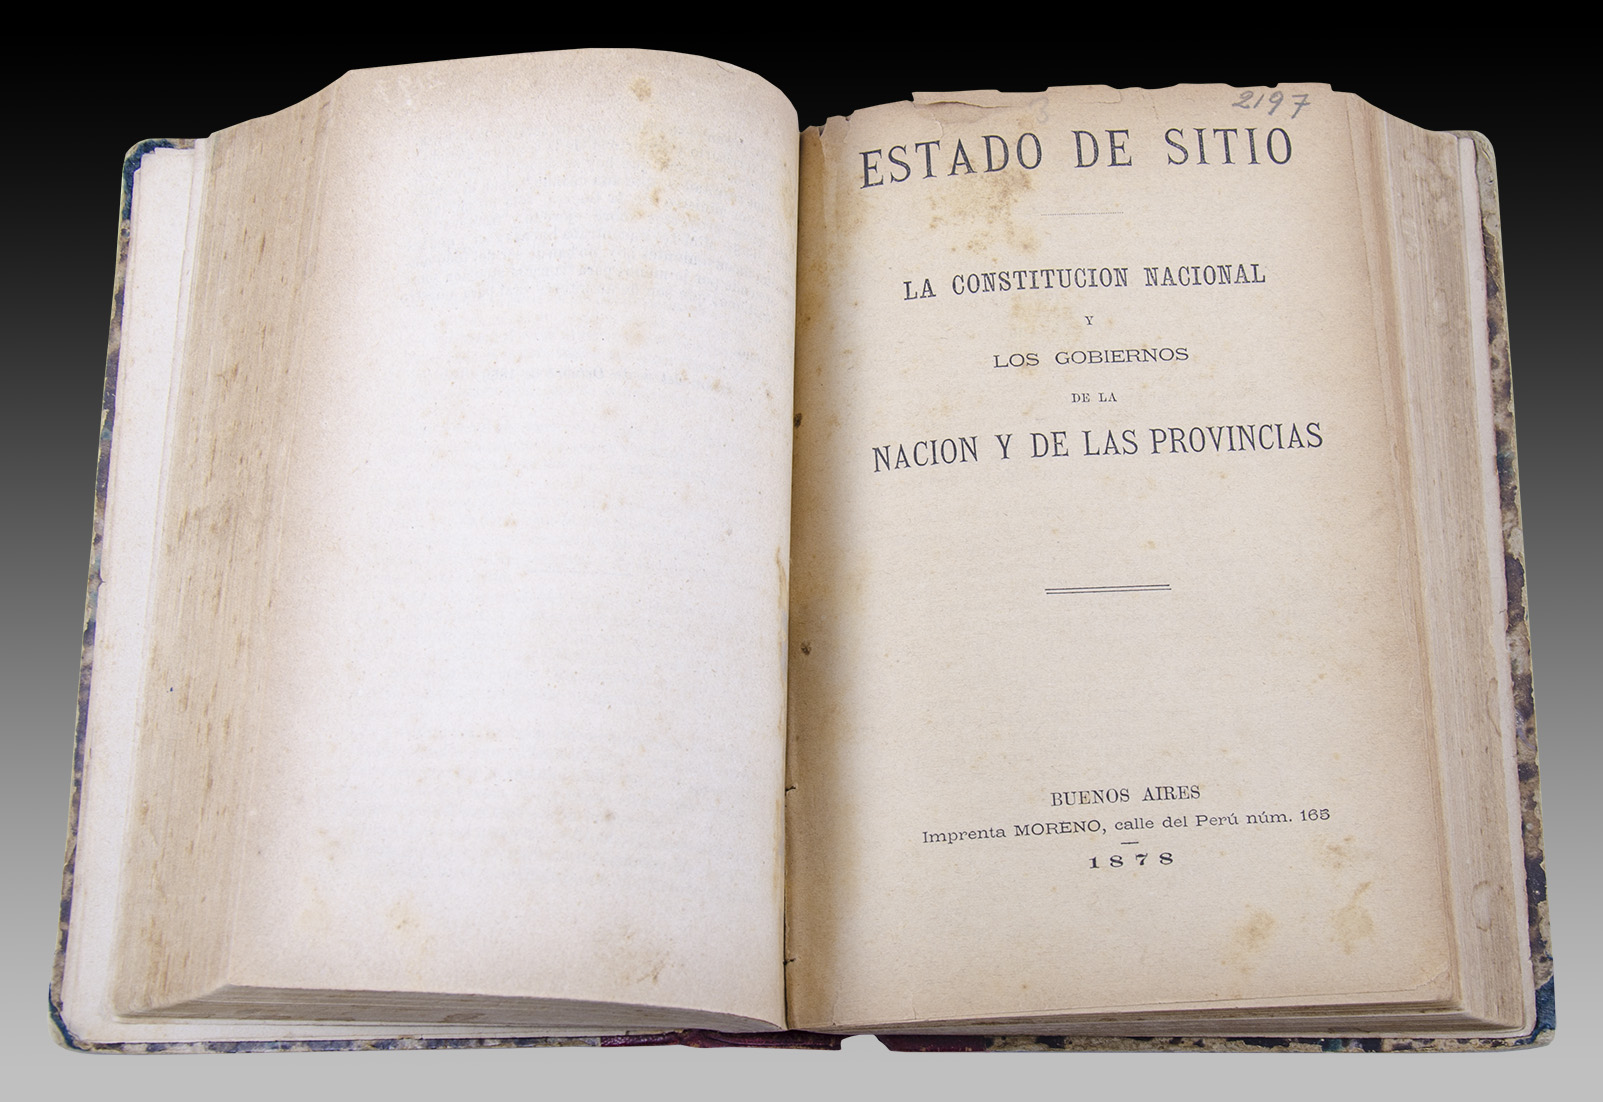 2197
ESTADO DE SITIO
LA CONSTITUCION NACIONAL
Y
LOS GOBIERNOS
DE LA
NACION Y DE LAS PROVINCIAS
BUENOS AIRES
Imprenta MORENO, calle del Perú núm. 165
1878